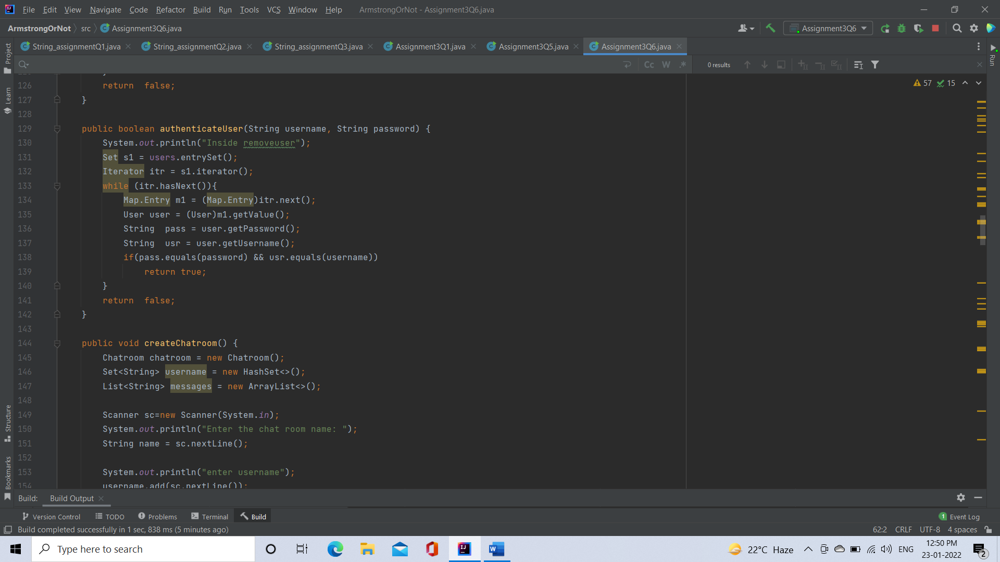 File Edit View Navigate Code Refactor Build Run Tools VCS Window Help ArmstrongOrNot - Assignment3Q6.java
ArmstrongOrNot src Assignment3Q6.java Assignment3Q6
String_assignmentQ1.java String_assignmentQ2.java String_assignmentQ3.java Assignment3Q1.java Assignment3Q5.java Assignment3Q6.java
Cc W .* 0 results
57 15
Project
Learn
Structure
Bookmarks
Run
126 return  false;
127 }
128
129 public boolean authenticateUser(String username, String password) {
130 System.out.println("Inside removeuser");
131 Set s1 = users.entrySet();
132 Iterator itr = s1.iterator();
133 while (itr.hasNext()){
134 Map.Entry m1 = (Map.Entry)itr.next();
135 User user = (User)m1.getValue();
136 String  pass = user.getPassword();
137 String  usr = user.getUsername();
138 if(pass.equals(password) && usr.equals(username))
139 return true;
140 }
141 return  false;
142 }
143
144 public void createChatroom() {
145 Chatroom chatroom = new Chatroom();
146 Set<String> username = new HashSet<>();
147 List<String> messages = new ArrayList<>();
148
149 Scanner sc=new Scanner(System.in);
150 System.out.println("Enter the chat room name: ");
151 String name = sc.nextLine();
152
153 System.out.println("enter username");
154 username.add(sc.nextLine());
Build: Build Output
Version Control TODO Problems Terminal Build 1 Event Log
Build completed successfully in 1 sec, 838 ms (5 minutes ago) 62:2 CRLF UTF-8 4 spaces
Type here to search 22°C Haze ENG 12:50 PM
23-01-2022 2